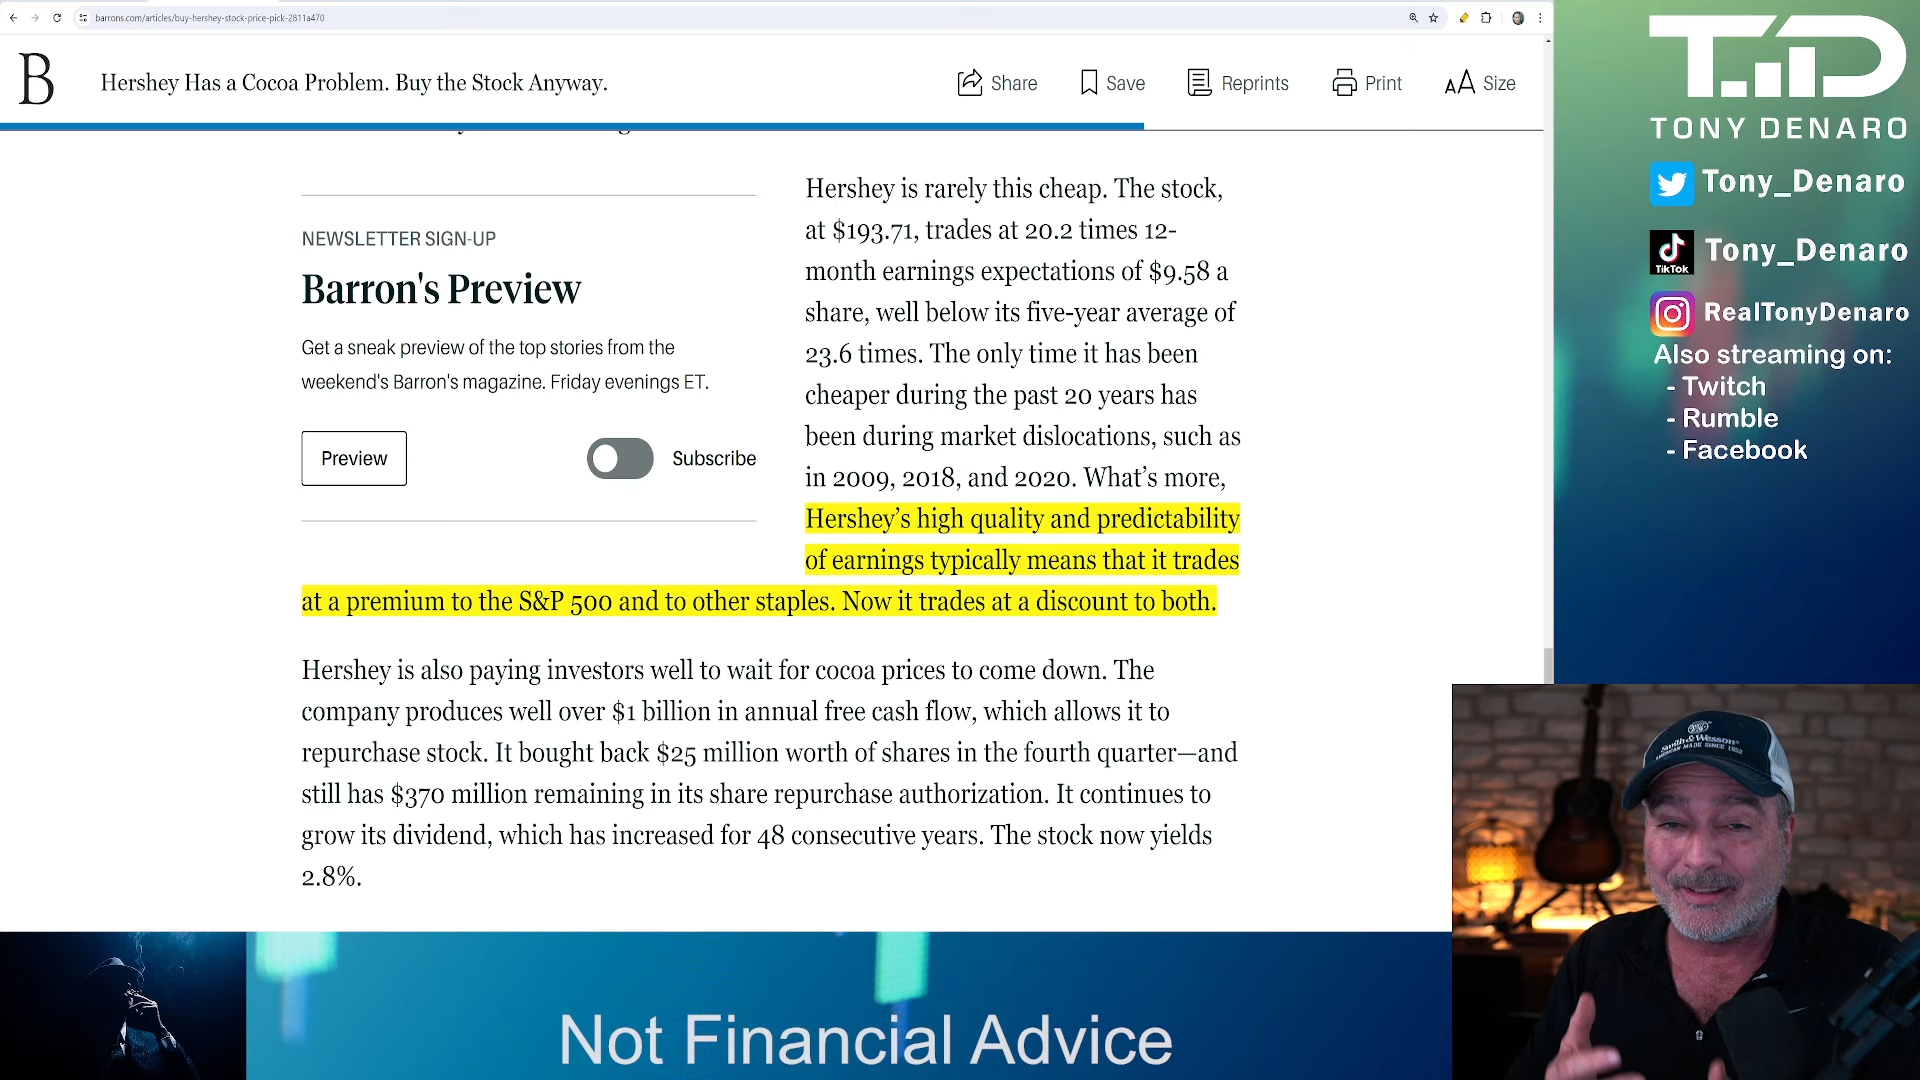 barrons.com/articles/buy-hershey-stock-price-pick-2811a470
B
Hershey Has a Cocoa Problem. Buy the Stock Anyway.
Share
Save
Reprints
Print
AA Size
NEWSLETTER SIGN-UP
Barron's Preview
Get a sneak preview of the top stories from the
weekend's Barron's magazine. Friday evenings ET.
Preview
Subscribe
Hershey is rarely this cheap. The stock,
at $193.71, trades at 20.2 times 12-
month earnings expectations of $9.58 a
share, well below its five-year average of
23.6 times. The only time it has been
cheaper during the past 20 years has
been during market dislocations, such as
in 2009, 2018, and 2020. What’s more,
Hershey’s high quality and predictability
of earnings typically means that it trades
at a premium to the S&P 500 and to other staples. Now it trades at a discount to both.
Hershey is also paying investors well to wait for cocoa prices to come down. The
company produces well over $1 billion in annual free cash flow, which allows it to
repurchase stock. It bought back $25 million worth of shares in the fourth quarter—and
still has $370 million remaining in its share repurchase authorization. It continues to
grow its dividend, which has increased for 48 consecutive years. The stock now yields
2.8%.
Not Financial Advice
TD
TONY DENARO
Tony_Denaro
TikTok
Tony_Denaro
RealTonyDenaro
Also streaming on:
- Twitch
- Rumble
- Facebook
Smith & Wesson
AMERICAN MADE SINCE 1852